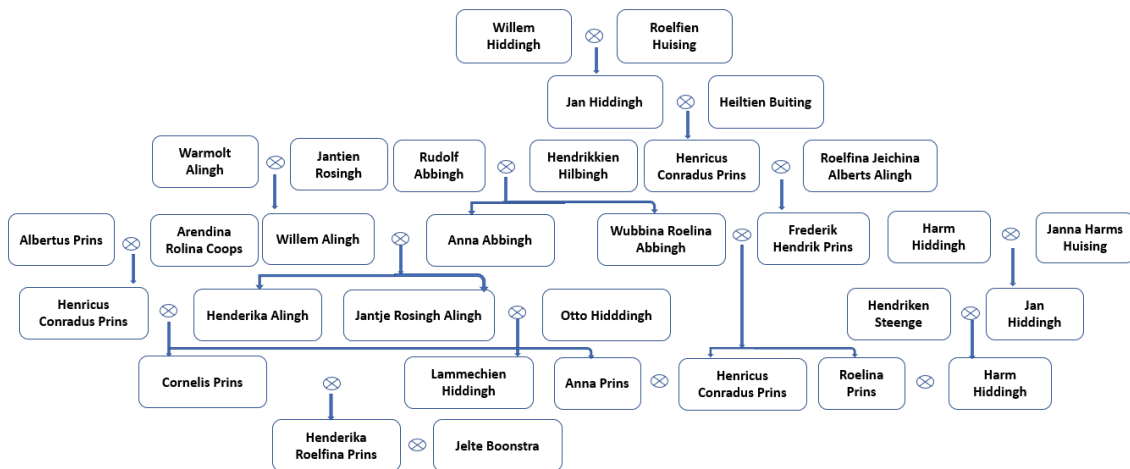 Willem
Hiddingh
Roelfien
Huising
Jan Hiddingh
Heiltien Buiting
Warmolt
Alingh
Jantien
Rosingh
Rudolf
Abbingh
Hendrikkien
Hilbingh
Henricus
Conradus Prins
Roelfina Jeichina
Alberts Alingh
Albertus Prins
Arendina
Rolina Coops
Willem Alingh
Anna Abbingh
Wubbina Roelina
Abbingh
Frederik
Hendrik Prins
Harm
Hiddingh
Janna Harms
Huising
Henricus
Conradus Prins
Henderika Alingh
Jantje Rosingh Alingh
Otto Hidddingh
Hendriken
Steenge
Jan
Hiddingh
Cornelis Prins
Lammechien
Hiddingh
Anna Prins
Henricus
Conradus Prins
Roelina
Prins
Harm
Hiddingh
Henderika
Roelfina Prins
Jelte Boonstra